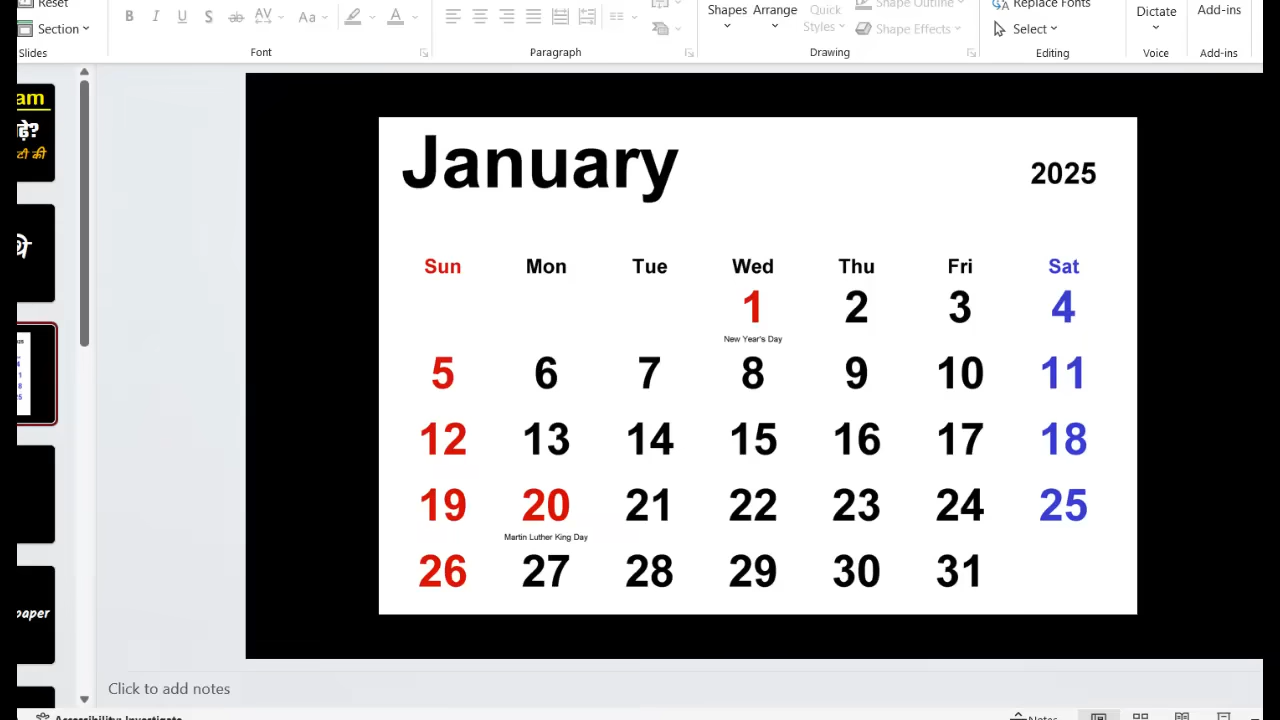 Reset
Section
Slides
B I U S ab AV Aa A
Font
Paragraph
Shapes Arrange Quick Styles
Shape Outline
Shape Effects
Drawing
Replace Fonts
Select
Editing
Voice
Add-ins
Add-ins
am
टी की
paper
January 2025
Sun Mon Tue Wed Thu Fri Sat
1 2 3 4
New Year's Day
5 6 7 8 9 10 11
12 13 14 15 16 17 18
19 20 21 22 23 24 25
Martin Luther King Day
26 27 28 29 30 31
Click to add notes
Accessibility: Investigate
Notes